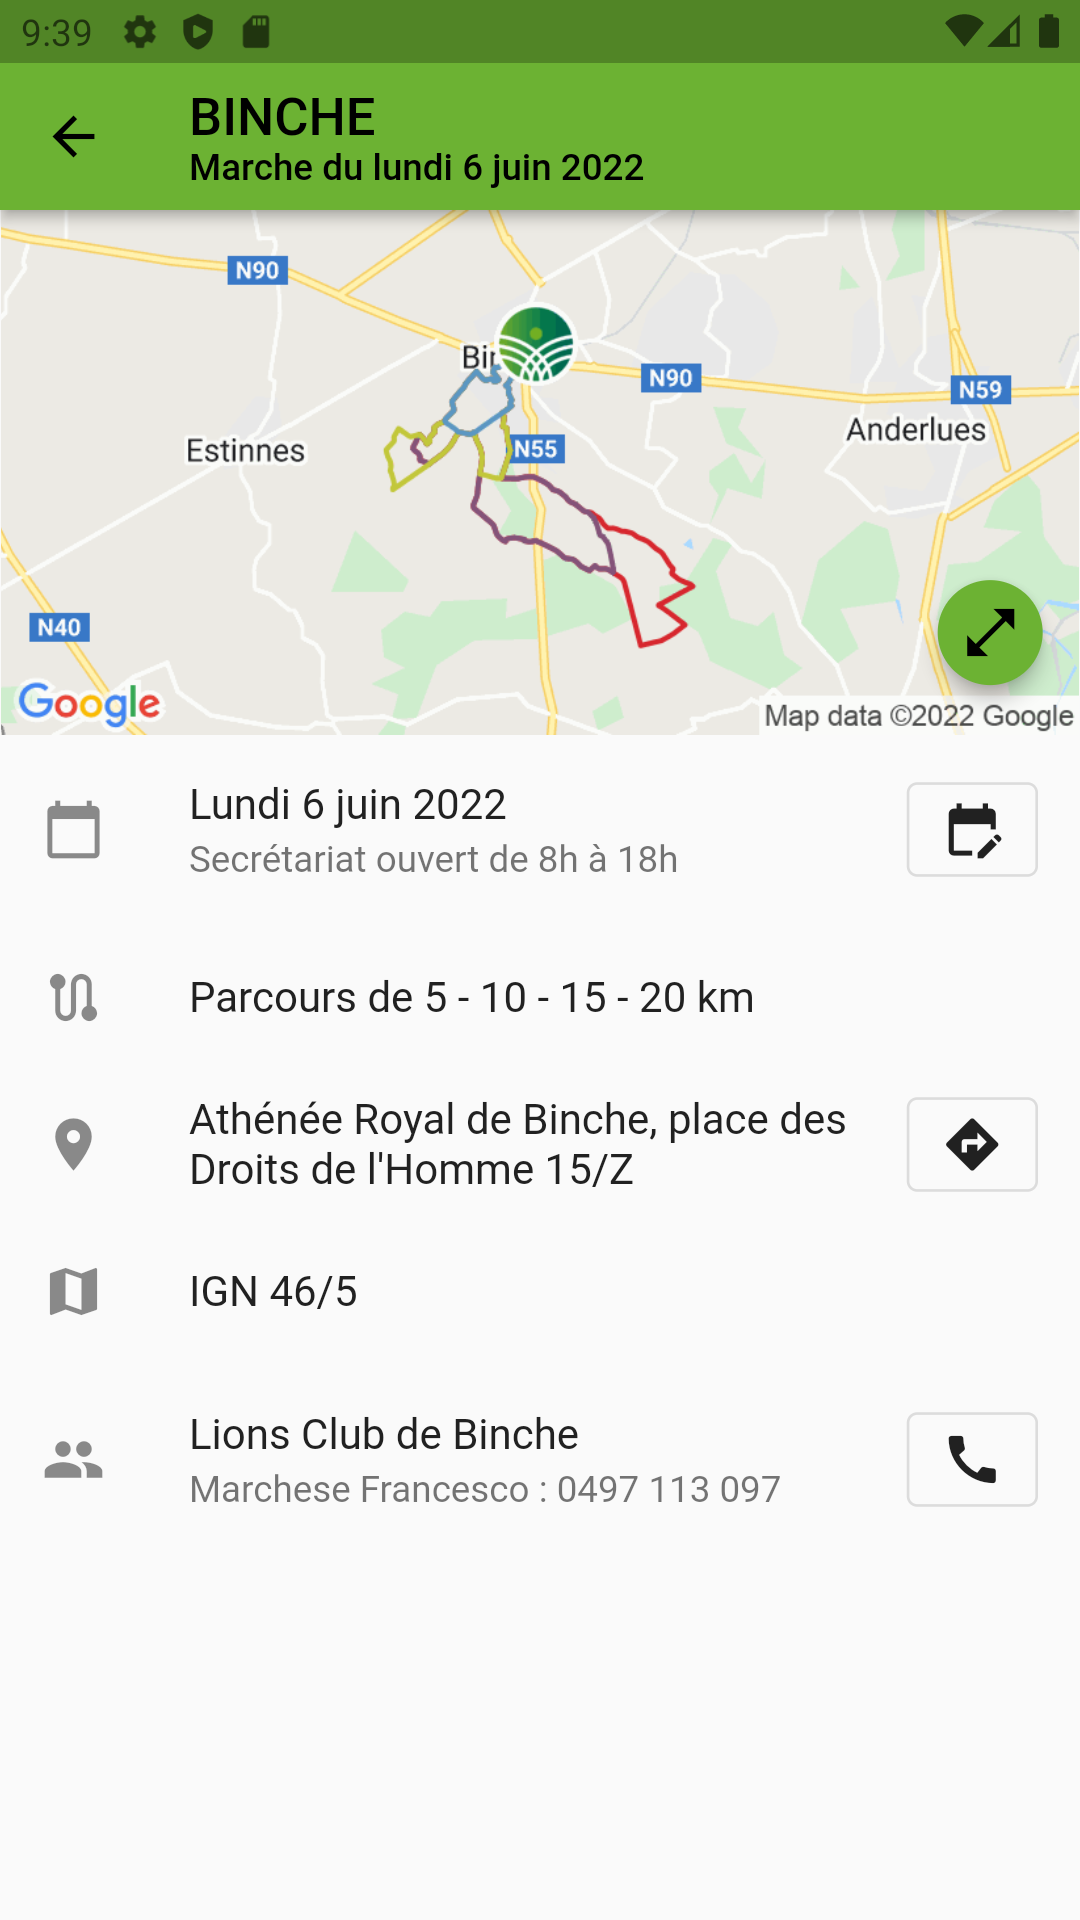 9:39
BINCHE
Marche du lundi 6 juin 2022
N90
Bin
N90
N59
Anderlues
Estinnes
N55
N40
Google
Map data ©2022 Google
Lundi 6 juin 2022
Secrétariat ouvert de 8h à 18h
Parcours de 5 - 10 - 15 - 20 km
Athénée Royal de Binche, place des
Droits de l'Homme 15/Z
IGN 46/5
Lions Club de Binche
Marchese Francesco : 0497 113 097